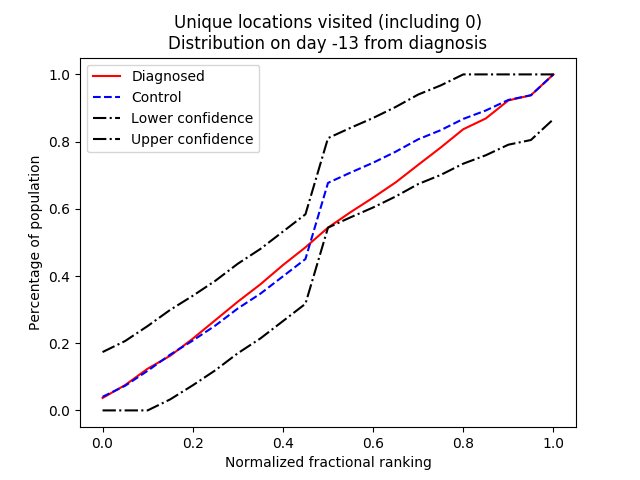 Unique locations visited (including 0)
Distribution on day -13 from diagnosis
Diagnosed
Control
Lower confidence
Upper confidence
Percentage of population
1.0
0.8
0.6
0.4
0.2
0.0
0.0 0.2 0.4 0.6 0.8 1.0
Normalized fractional ranking